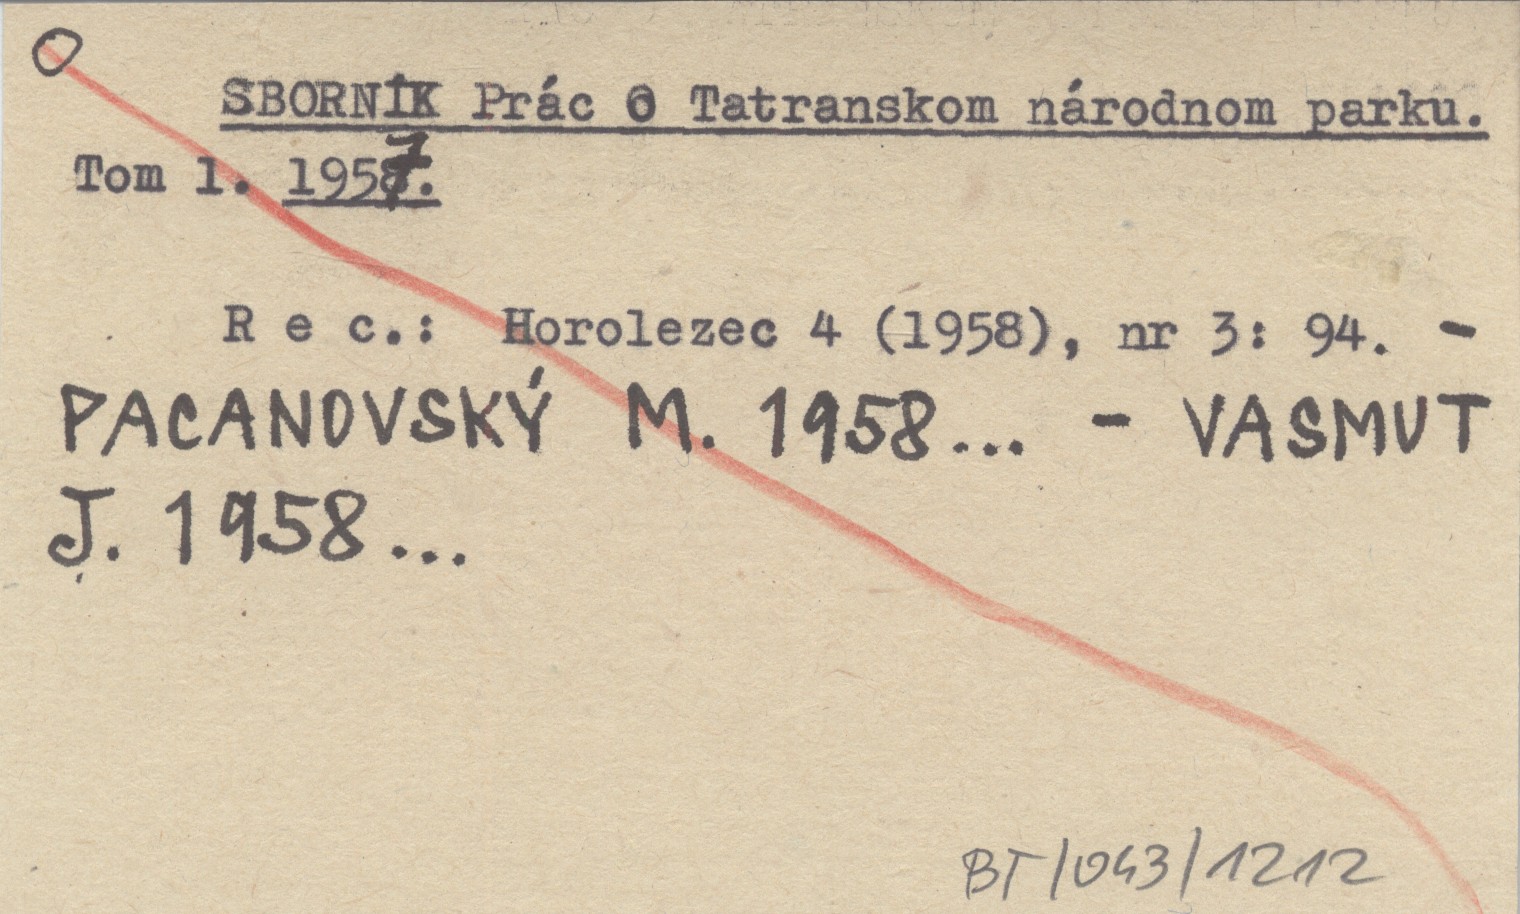 SBORNÍK Prác o Tatranskom národnom parku.
Tom 1. 1957.
R e c.: Horolezec 4 (1958), nr 3: 94. -
PACANOVSKÝ M. 1958... - VASMUT
J. 1958...
BT/043/1212